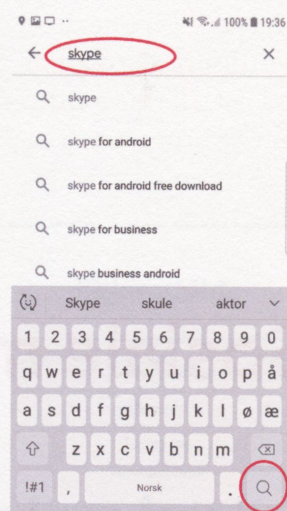 100% 19:36
skype
skype
skype for android
skype for android free download
skype for business
skype business android
Skype skule aktor
1 2 3 4 5 6 7 8 9 0
q w e r t y u i o p å
a s d f g h j k l ø æ
z x c v b n m
!#1 , Norsk .